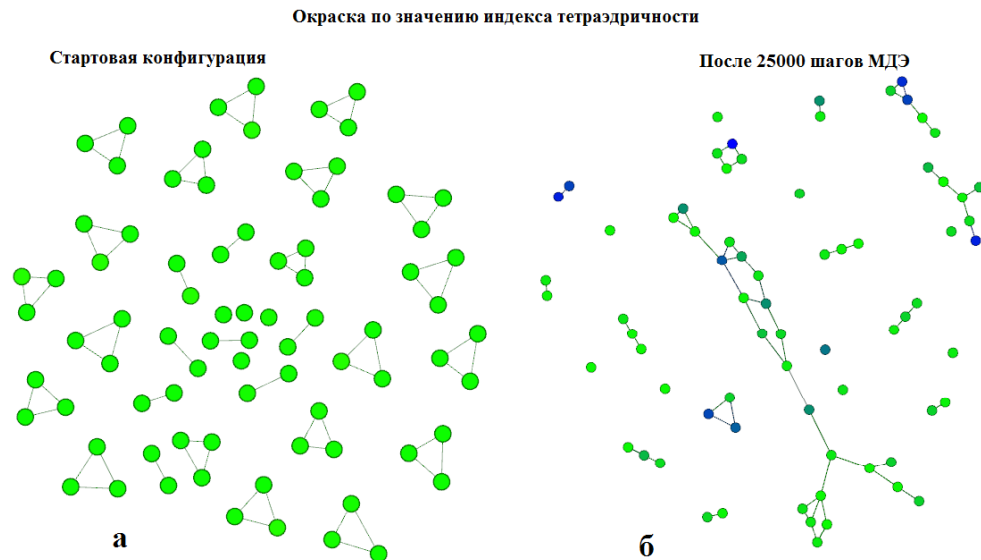 Окраска по значению индекса тетраэдричности
Стартовая конфигурация
После 25000 шагов МДЭ
а
б